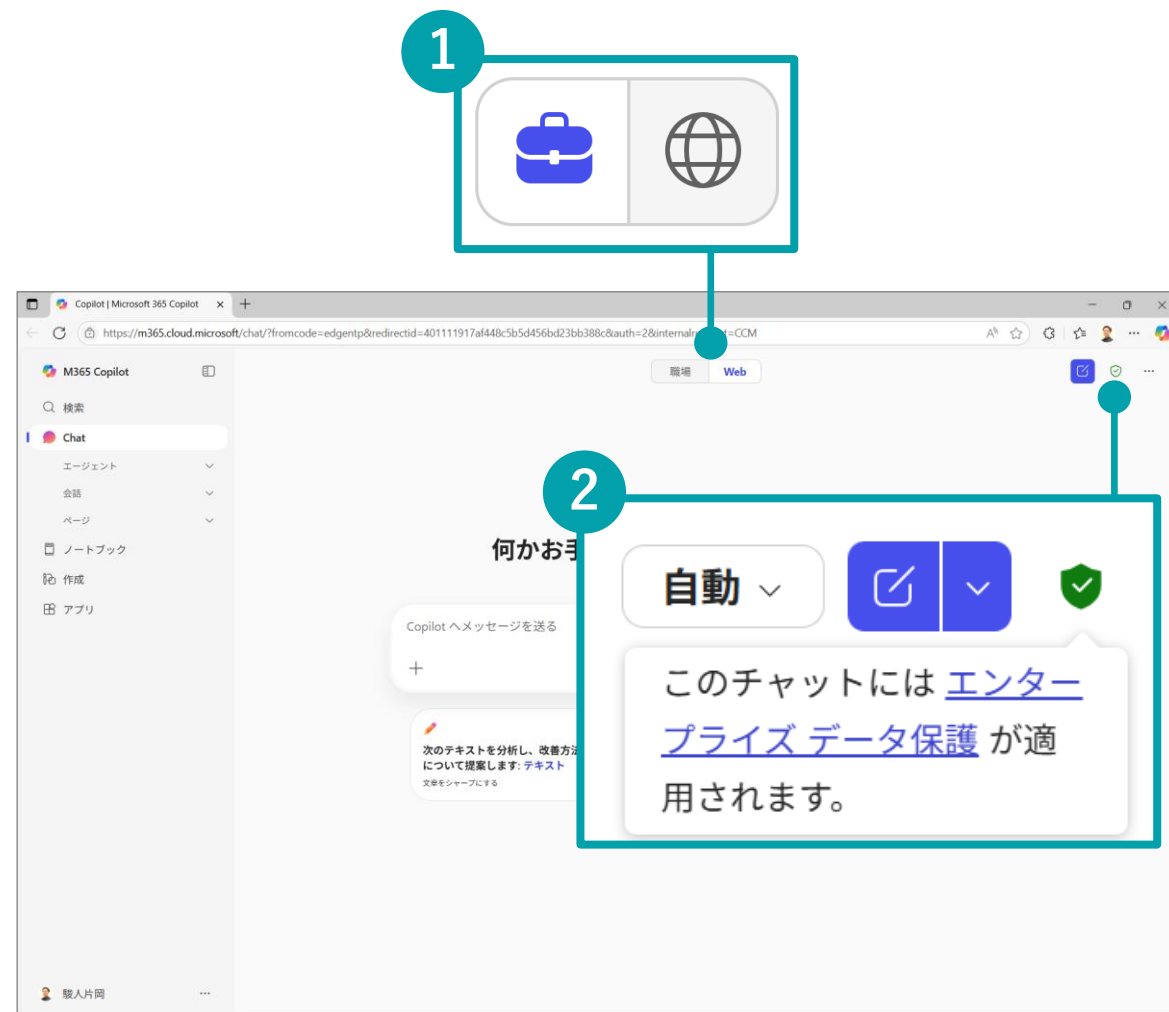 1
Copilot | Microsoft 365 Copilot
https://m365.cloud.microsoft/chat/?fromcode=edgentp&redirectid=401111917af448c5b5d456bd23bb388c&auth=2&internalre t=CCM
M365 Copilot
職場 Web
検索
Chat
エージェント
会話
ページ
ノートブック
作成
アプリ
2
何かお手
自動
このチャットには エンター
プライズ データ保護 が適
用されます。
Copilot へメッセージを送る
次のテキストを分析し、改善方法
について提案します: テキスト
文章をシャープにする
駿人片岡